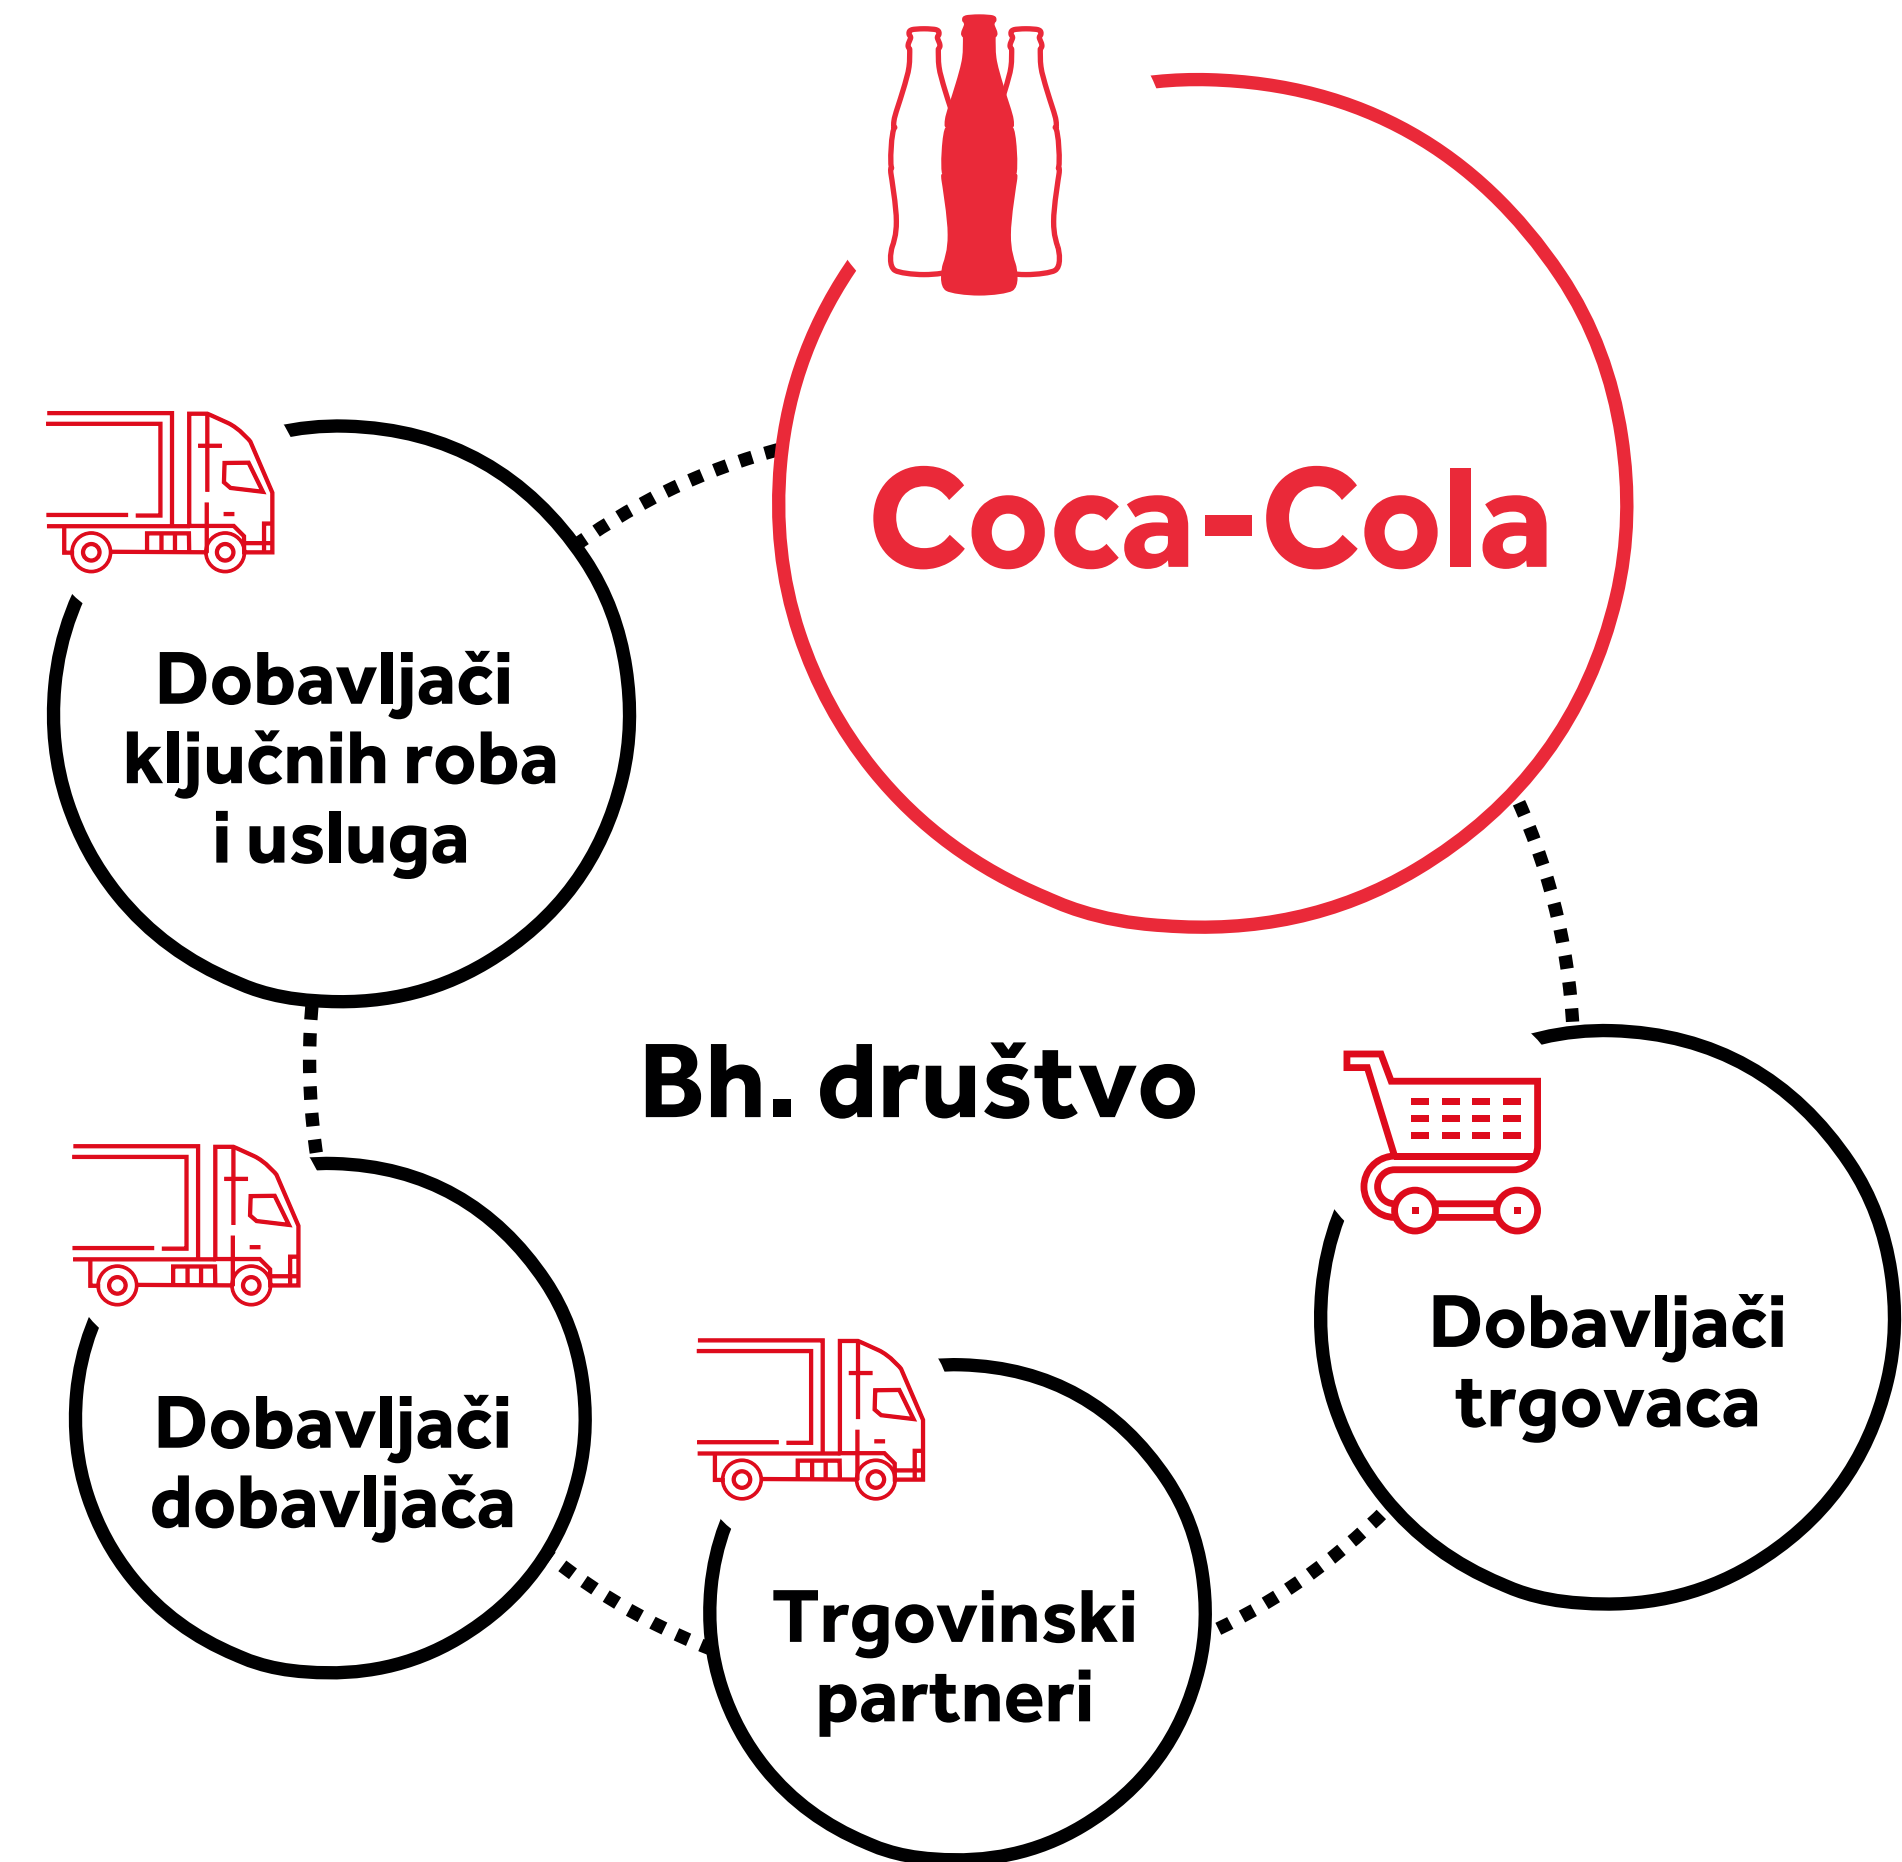 Coca-Cola
Dobavljači
ključnih roba
i usluga
Bh. društvo
Dobavljači
trgovaca
Dobavljači
dobavljača
Trgovinski
partneri